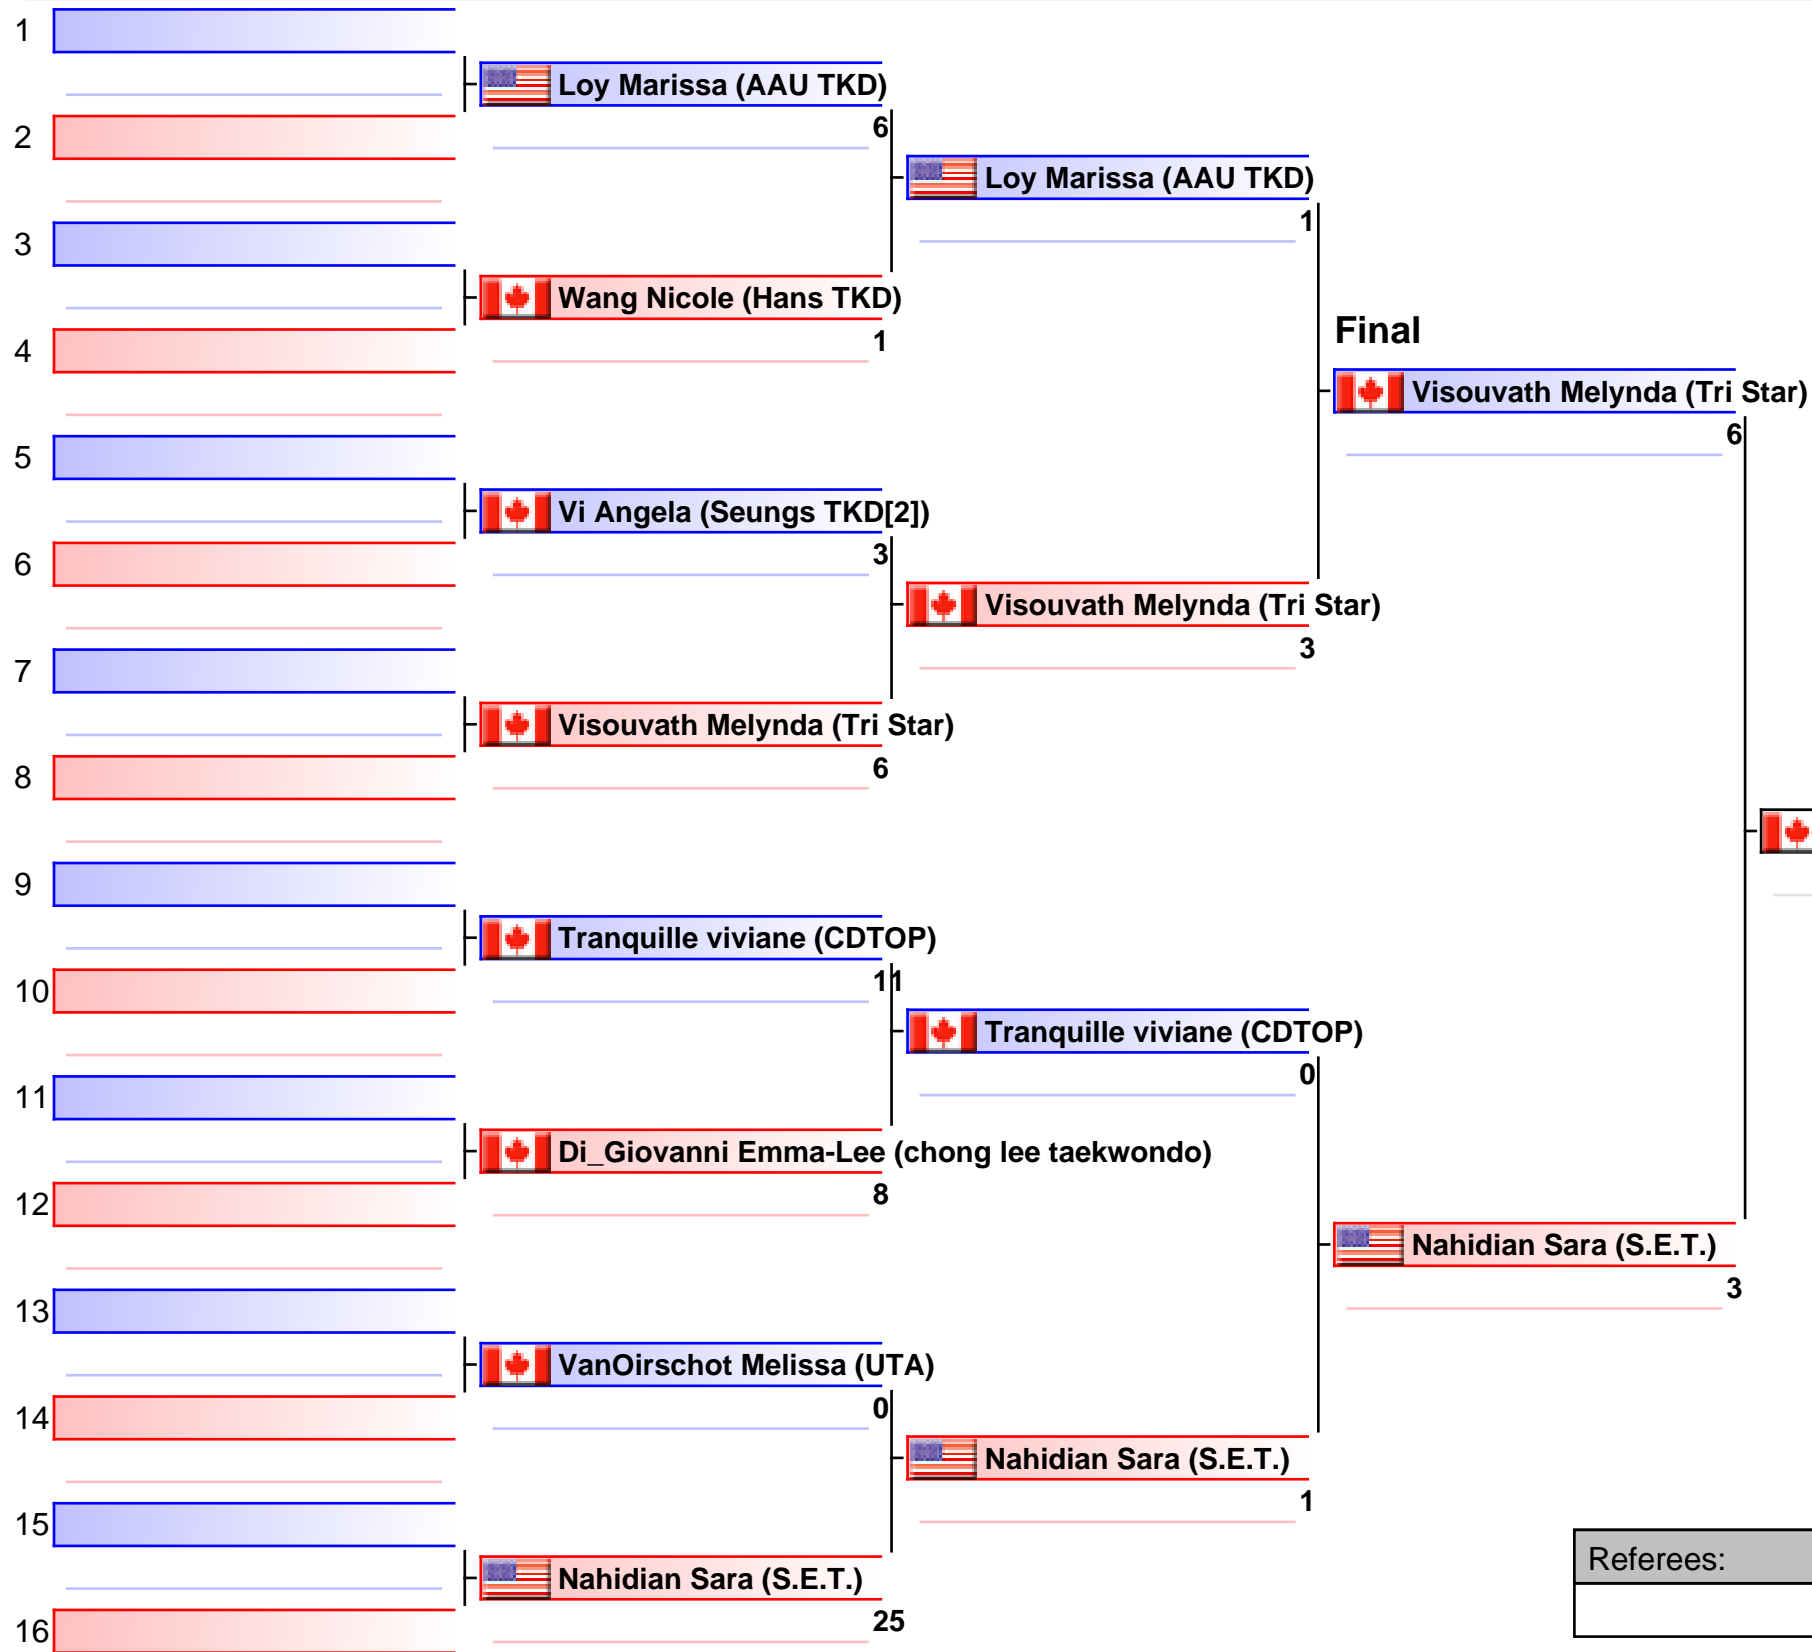 1
Loy Marissa (AAU TKD)
6
2
Loy Marissa (AAU TKD)
1
3
Wang Nicole (Hans TKD)
1
4
Final
Visouvath Melynda (Tri Star)
6
5
Vi Angela (Seungs TKD[2])
3
6
Visouvath Melynda (Tri Star)
3
7
Visouvath Melynda (Tri Star)
6
8
9
Tranquille viviane (CDTOP)
11
10
Tranquille viviane (CDTOP)
0
11
Di_Giovanni Emma-Lee (chong lee taekwondo)
8
12
Nahidian Sara (S.E.T.)
3
13
VanOirschot Melissa (UTA)
0
14
Nahidian Sara (S.E.T.)
1
15
Referees:
Nahidian Sara (S.E.T.)
25
16